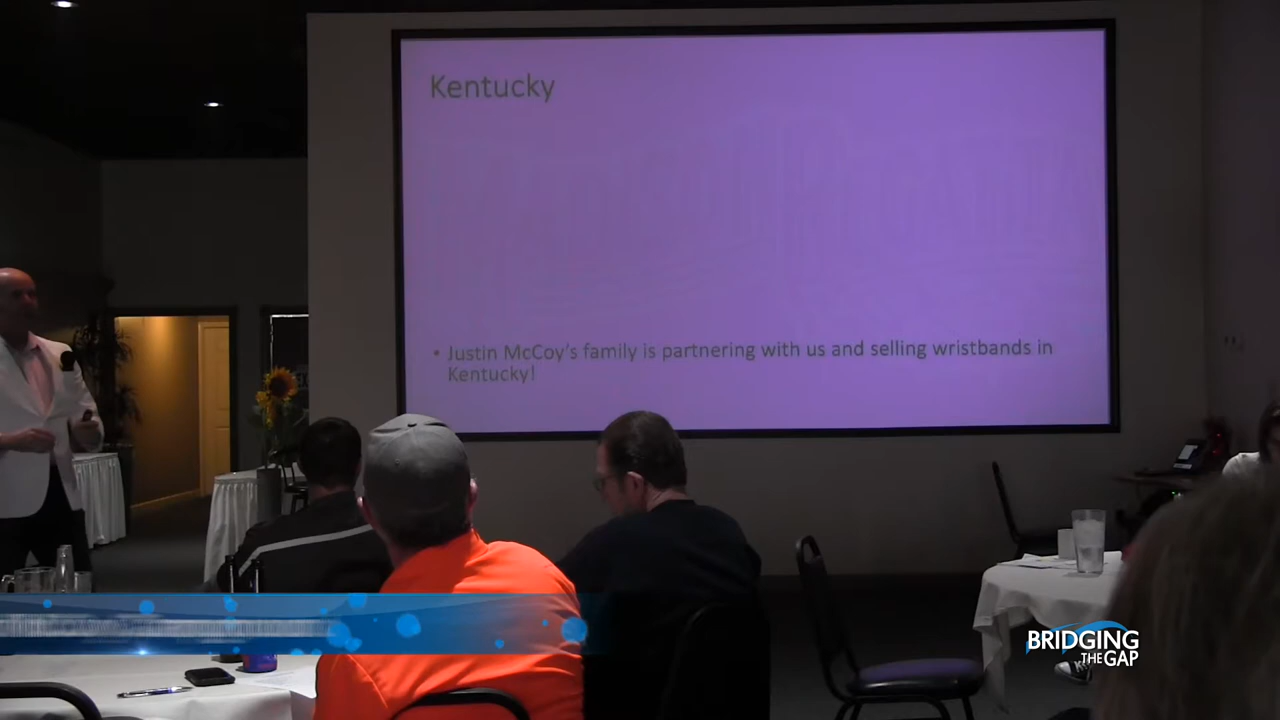 Kentucky
• Justin McCoy's family is partnering with us and selling wristbands in
Kentucky!
BRIDGING
THE GAP